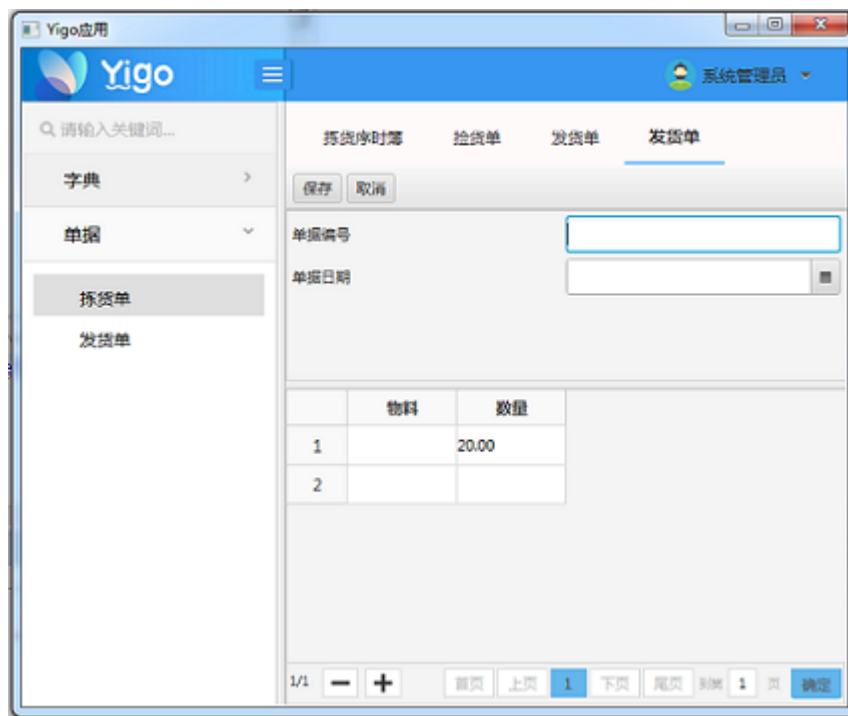 Yigo应用
Yigo
系统管理员
请输入关键词...
拣货序时簿 捡货单 发货单 发货单
字典
保存 取消
单据
单据编号
单据日期
拣货单
发货单
物料 数量
1 20.00
2
1/1 首页 上页 1 下页 尾页 到第 1 页 确定